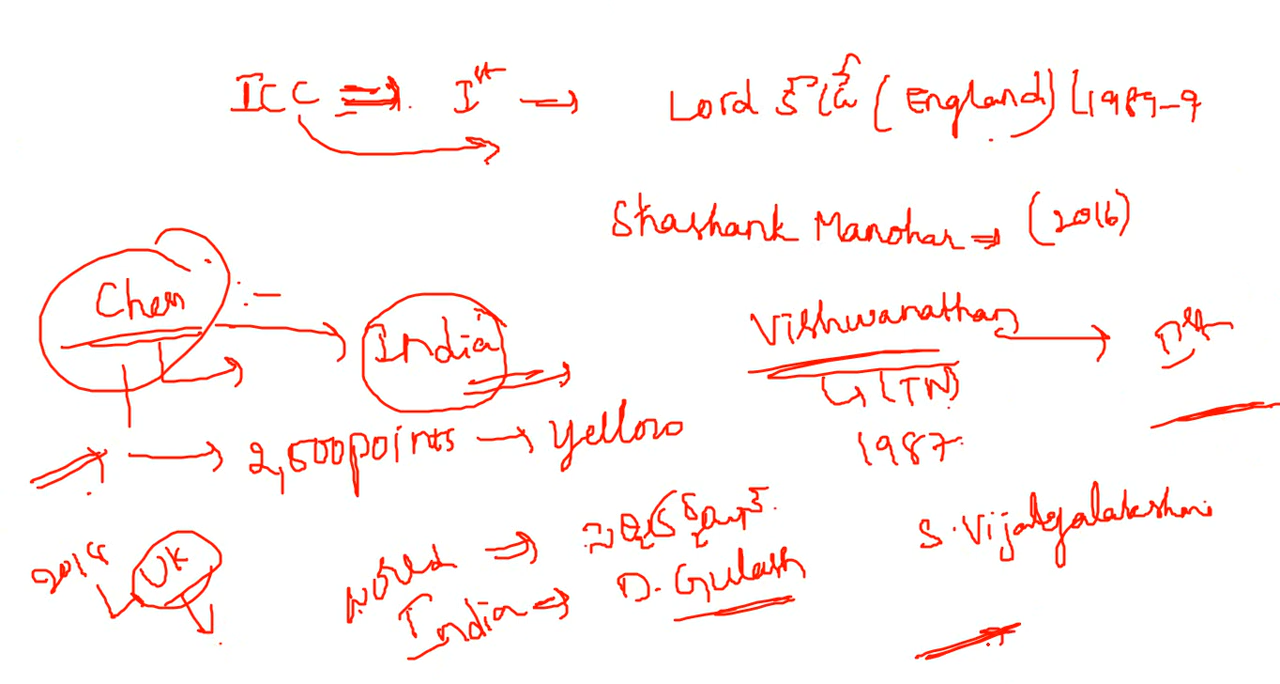 ICC ⇒ Ist → Lord (England) [1989-9
Shashank Manohar ⇒ (2016)
Chess :- → India →
Vishwanathan → Ist
↳ (TN)
1987
→ 2,500 points → Yellow
2018 UK
World ⇒
India ⇒ D. Gukesh
S. Vijayalakshmi